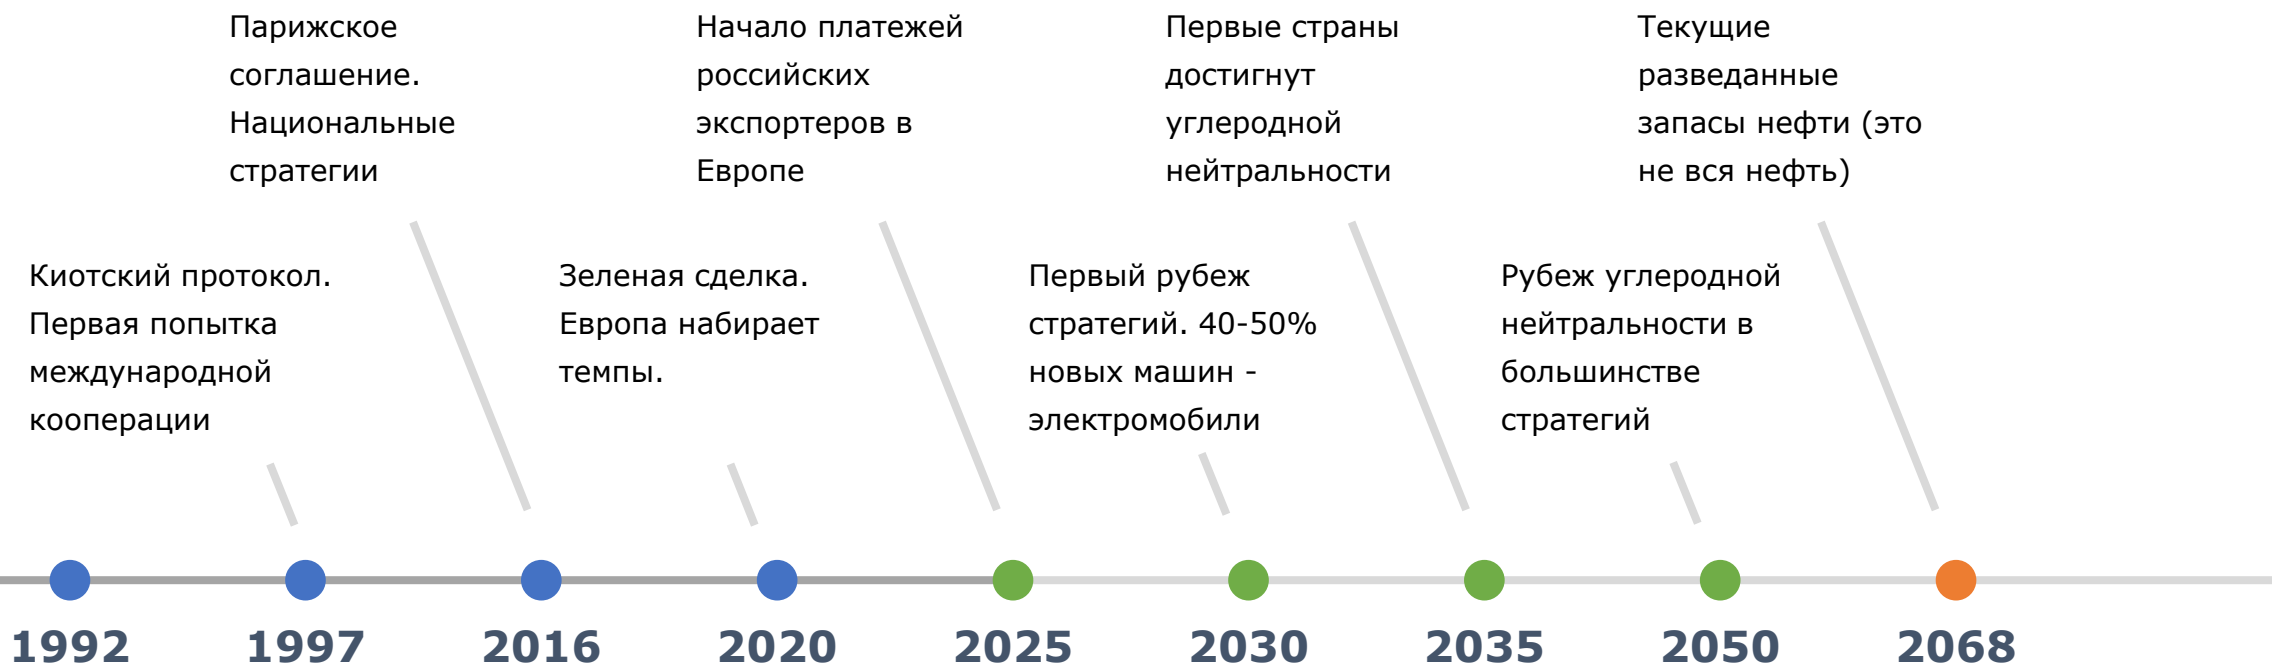 Парижское
соглашение.
Национальные
стратегии
Начало платежей
российских
экспортеров в
Европе
Первые страны
достигнут
углеродной
нейтральности
Текущие
разведанные
запасы нефти (это
не вся нефть)
Киотский протокол.
Первая попытка
международной
кооперации
Зеленая сделка.
Европа набирает
темпы.
Первый рубеж
стратегий. 40-50%
новых машин -
электромобили
Рубеж углеродной
нейтральности в
большинстве
стратегий
1992
1997
2016
2020
2025
2030
2035
2050
2068